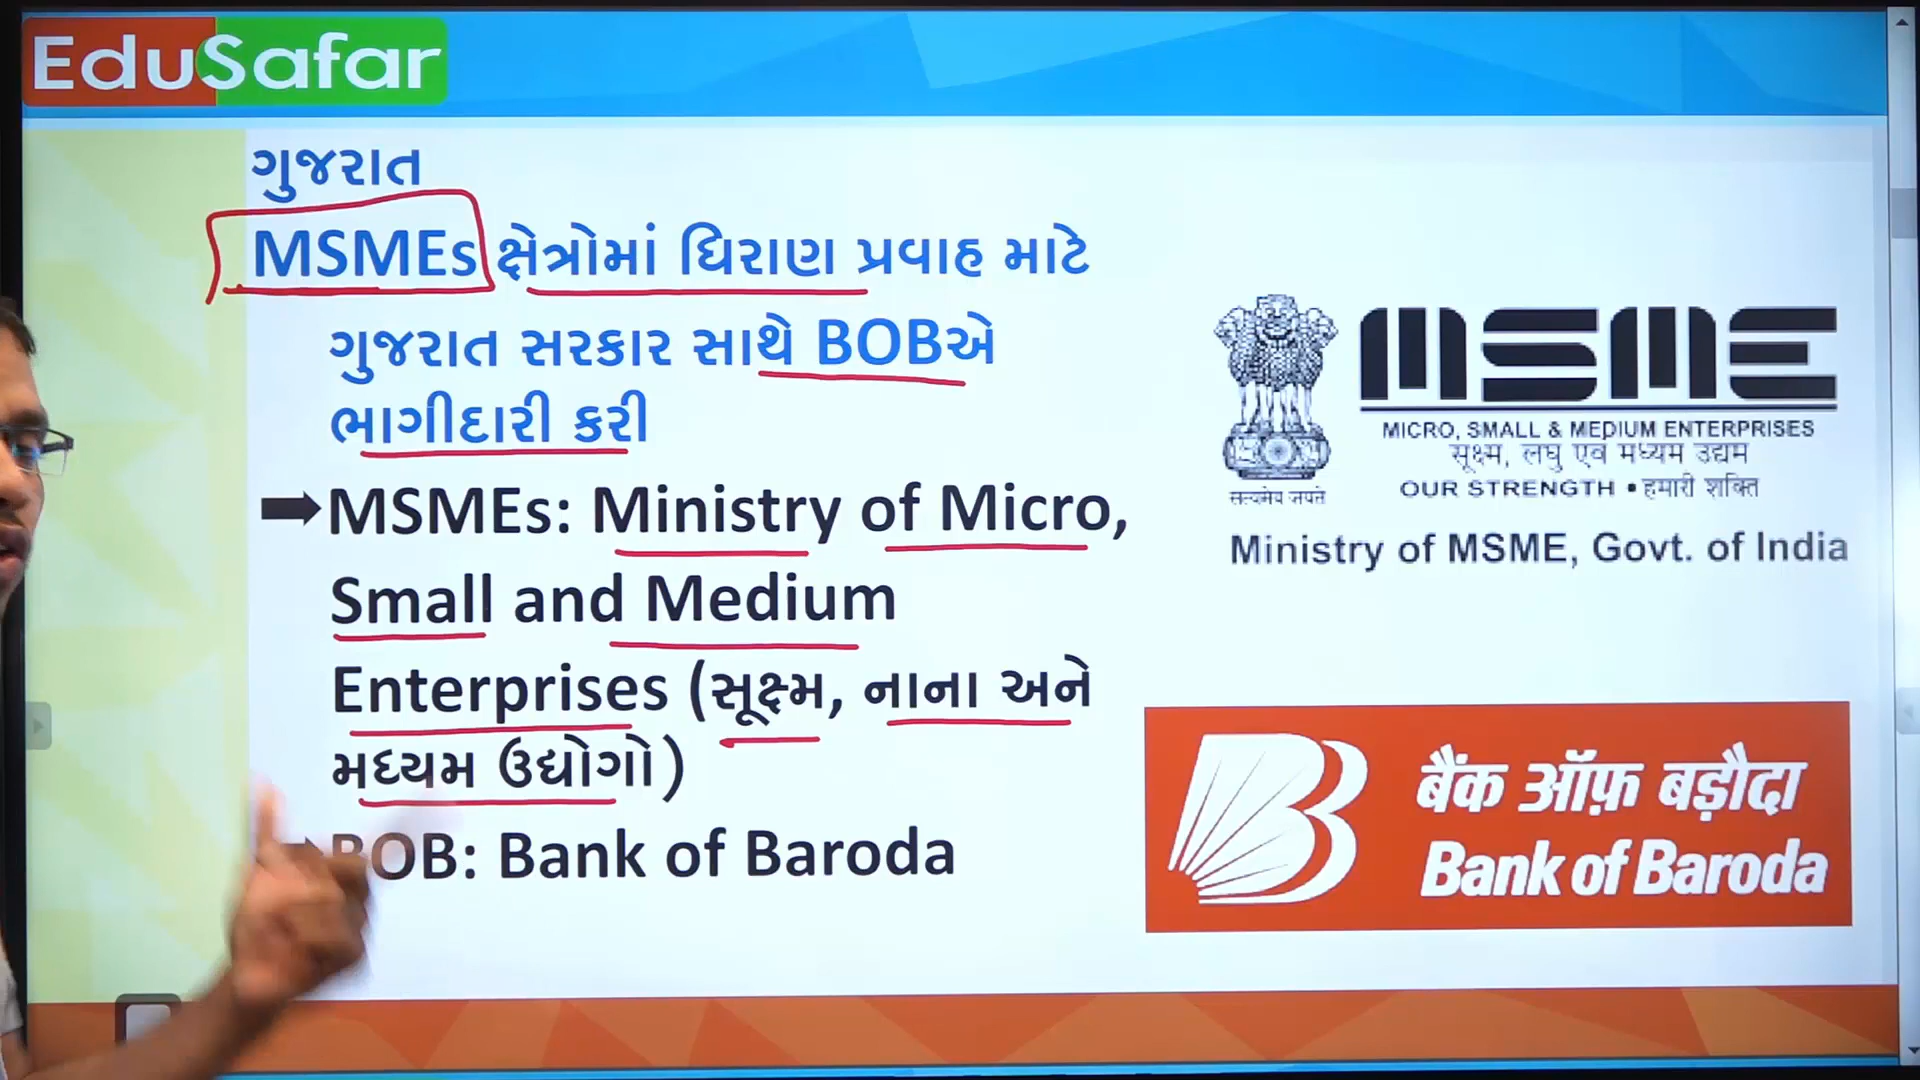 EduSafar
ગુજરાત
MSMEs ક્ષેત્રોમાં ધિરાણ પ્રવાહ માટે
ગુજરાત સરકાર સાથે BOBએ
ભાગીદારી કરી
➡MSMEs: Ministry of Micro,
Small and Medium
Enterprises (સૂક્ષ્મ, નાના અને
મધ્યમ ઉદ્યોગો)
BOB: Bank of Baroda
MSME
MICRO, SMALL & MEDIUM ENTERPRISES
सूक्ष्म, लघु एवं मध्यम उद्यम
OUR STRENGTH • हमारी शक्ति
सत्यमेव जयते
Ministry of MSME, Govt. of India
बैंक ऑफ़ बड़ौदा
Bank of Baroda